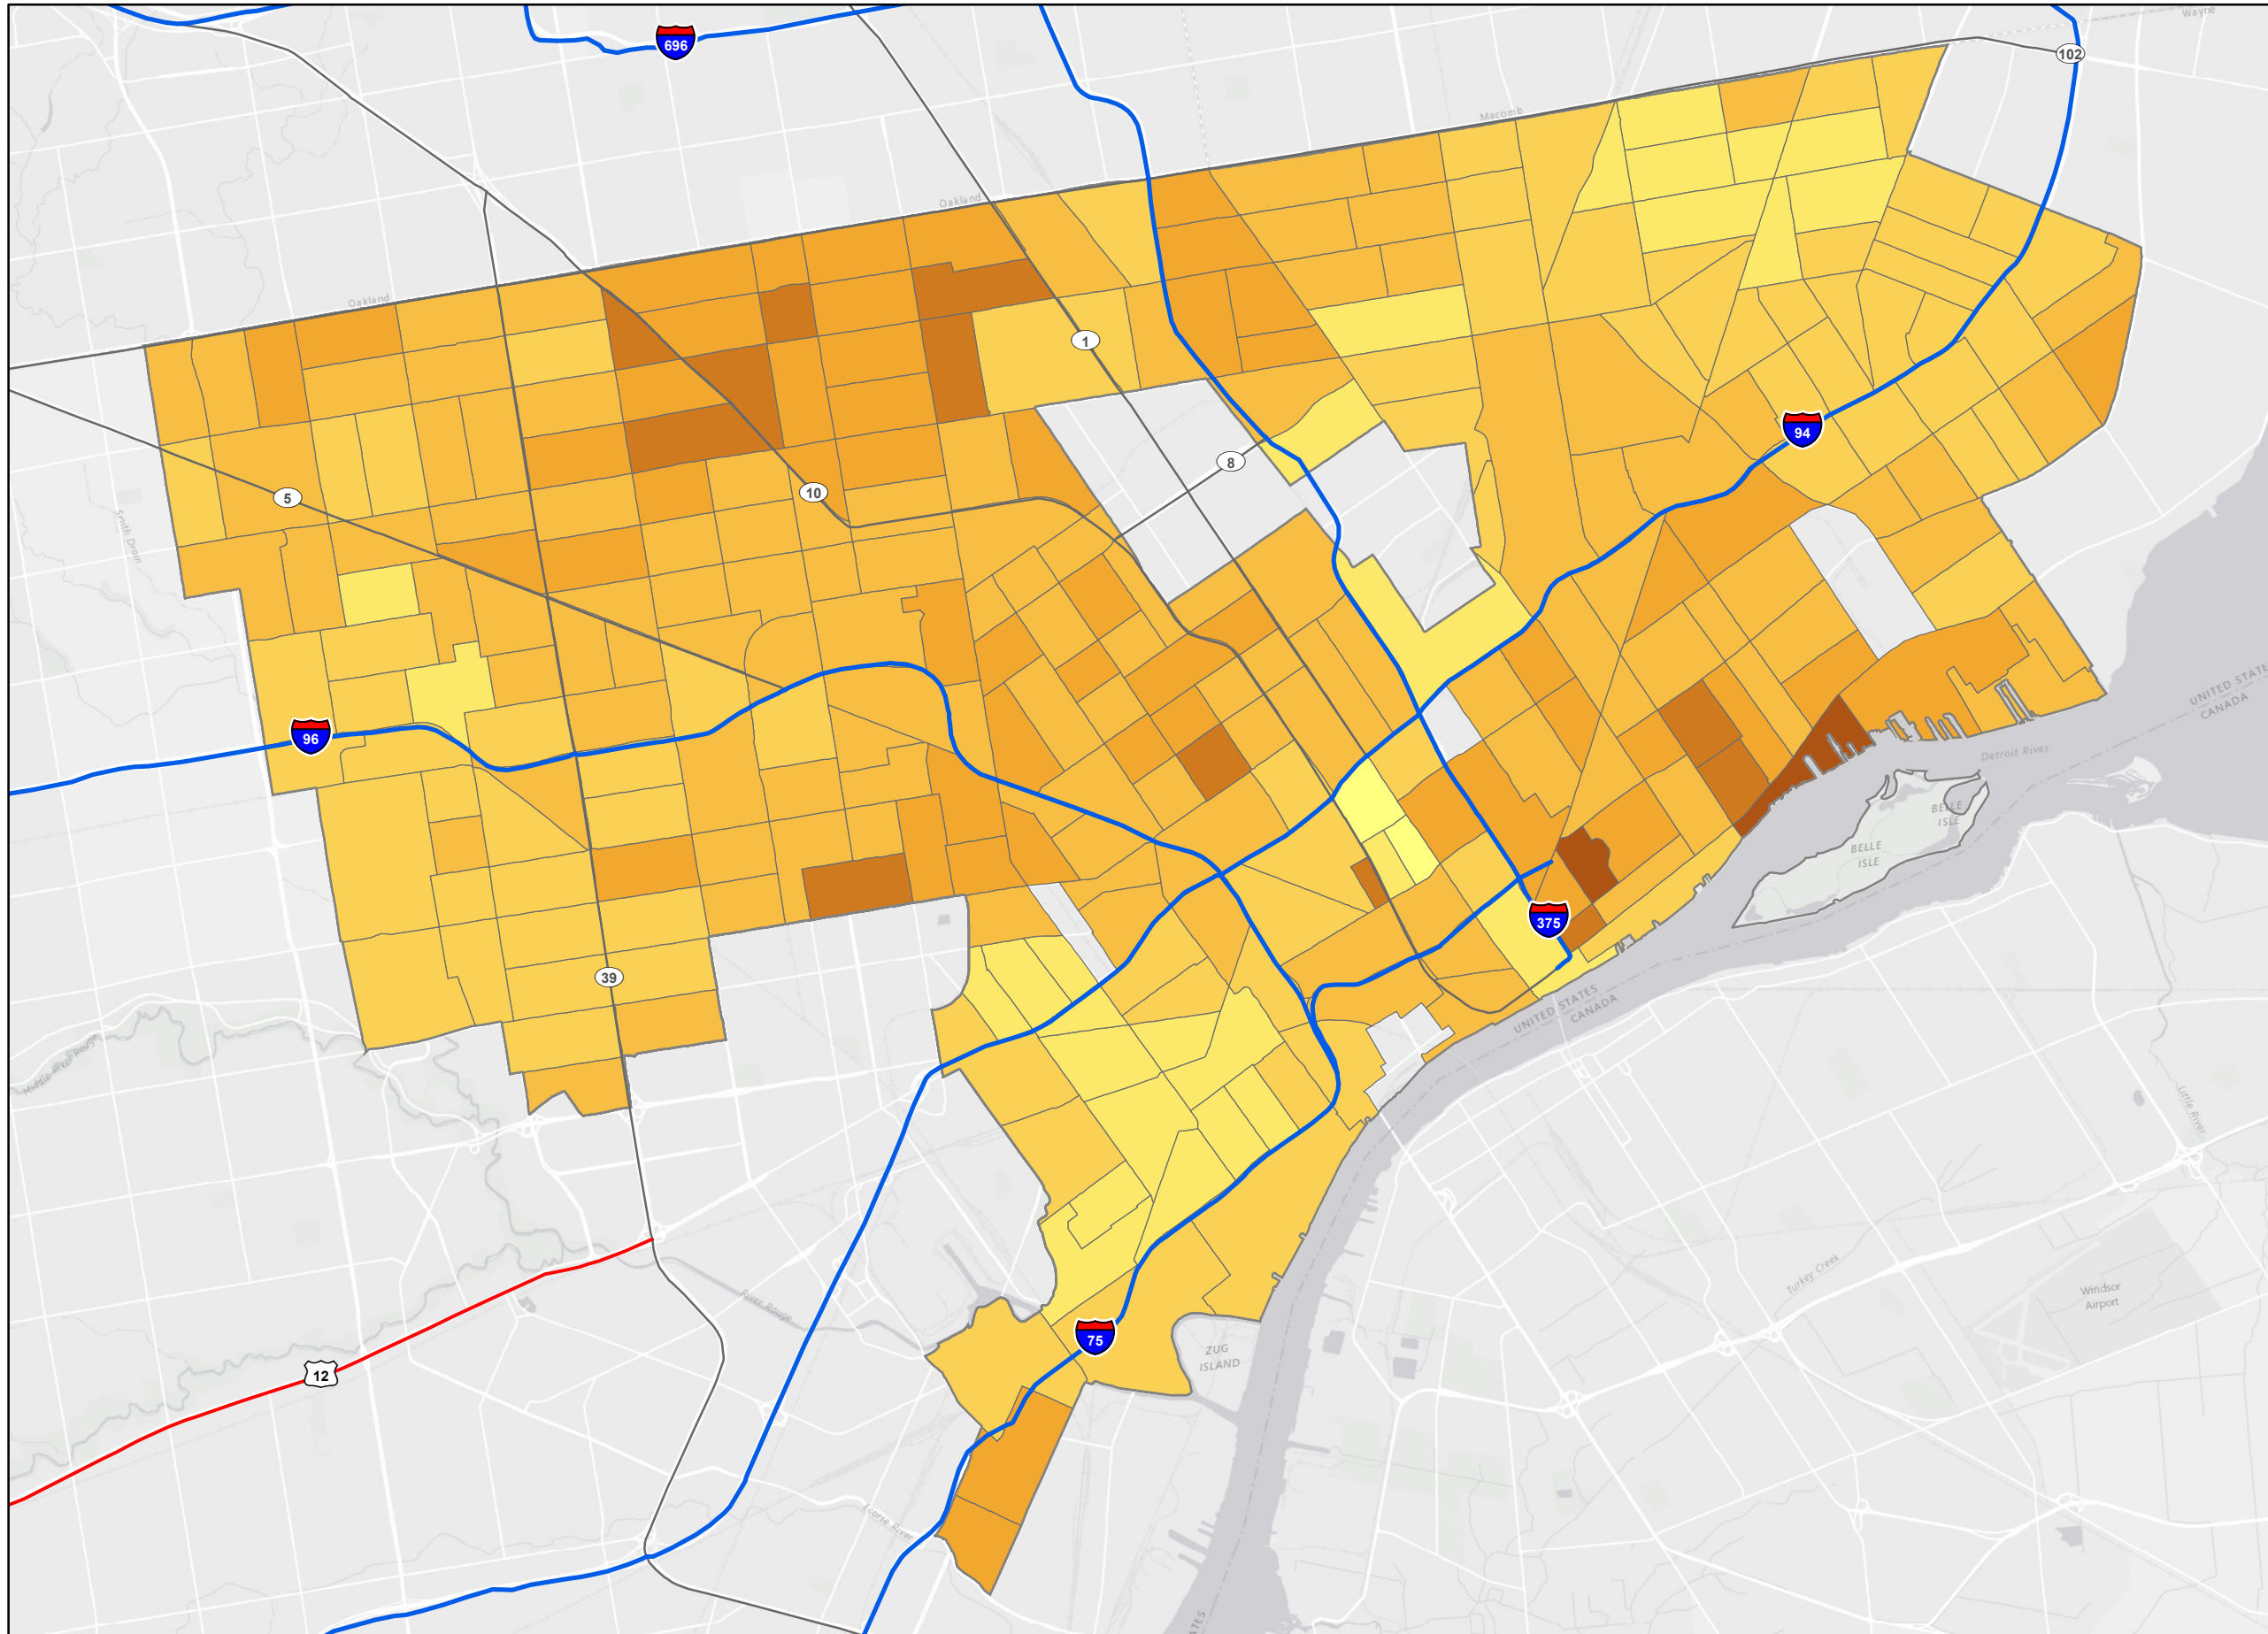 Wayne
696
102
Macomb
Oakland
Oakland
1
94
8
5
10
Smith Drain
UNITED STATES
CANADA
96
Detroit River
BELLE
ISLE
BELLE
ISLE
375
39
UNITED STATES
CANADA
Middle River Rouge
Little River
Turkey Creek
River Rouge
Windsor
Airport
75
ZUG
ISLAND
12
Ecorse River